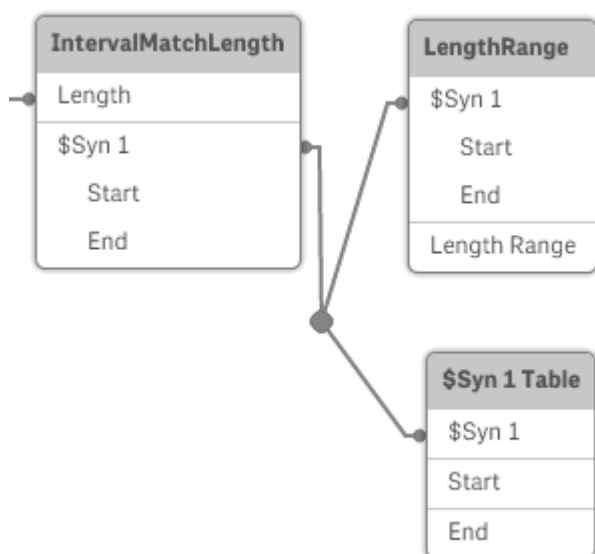 IntervalMatchLength
Length
$Syn 1
Start
End
LengthRange
$Syn 1
Start
End
Length Range
$Syn 1 Table
$Syn 1
Start
End